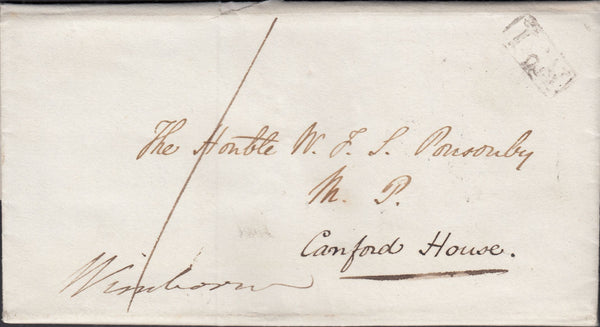 The Honble W. F. S. Ponsonby
M. P.
Canford House.
Wimborne